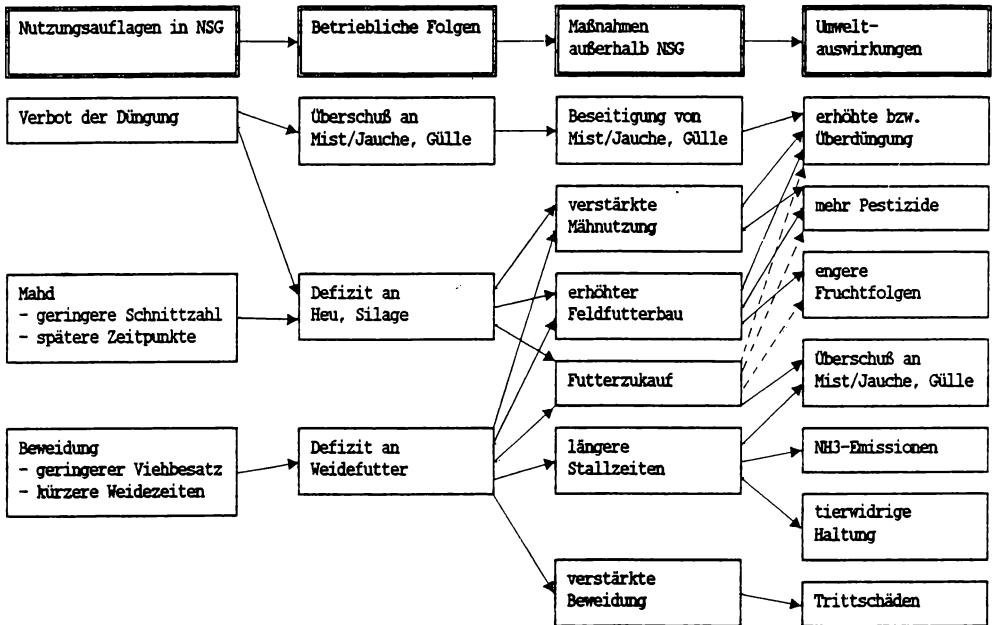 Nutzungsauflagen in NSG
Betriebliche Folgen
Maßnahmen
außerhalb NSG
Umwelt-
auswirkungen
Verbot der Düngung
Überschuß an
Mist/Jauche, Gülle
Beseitigung von
Mist/Jauche, Gülle
erhöhte bzw.
Überdüngung
verstärkte
Mähnutzung
mehr Pestizide
Mahd
- geringere Schnittzahl
- spätere Zeitpunkte
Defizit an
Heu, Silage
erhöhter
Feldfutterbau
engere
Fruchtfolgen
Futterzukauf
Überschuß an
Mist/Jauche, Gülle
Beweidung
- geringerer Viehbesatz
- kürzere Weidezeiten
Defizit an
Weidefutter
längere
Stallzeiten
NH3-Emissionen
tierwidrige
Haltung
verstärkte
Beweidung
Trittschäden